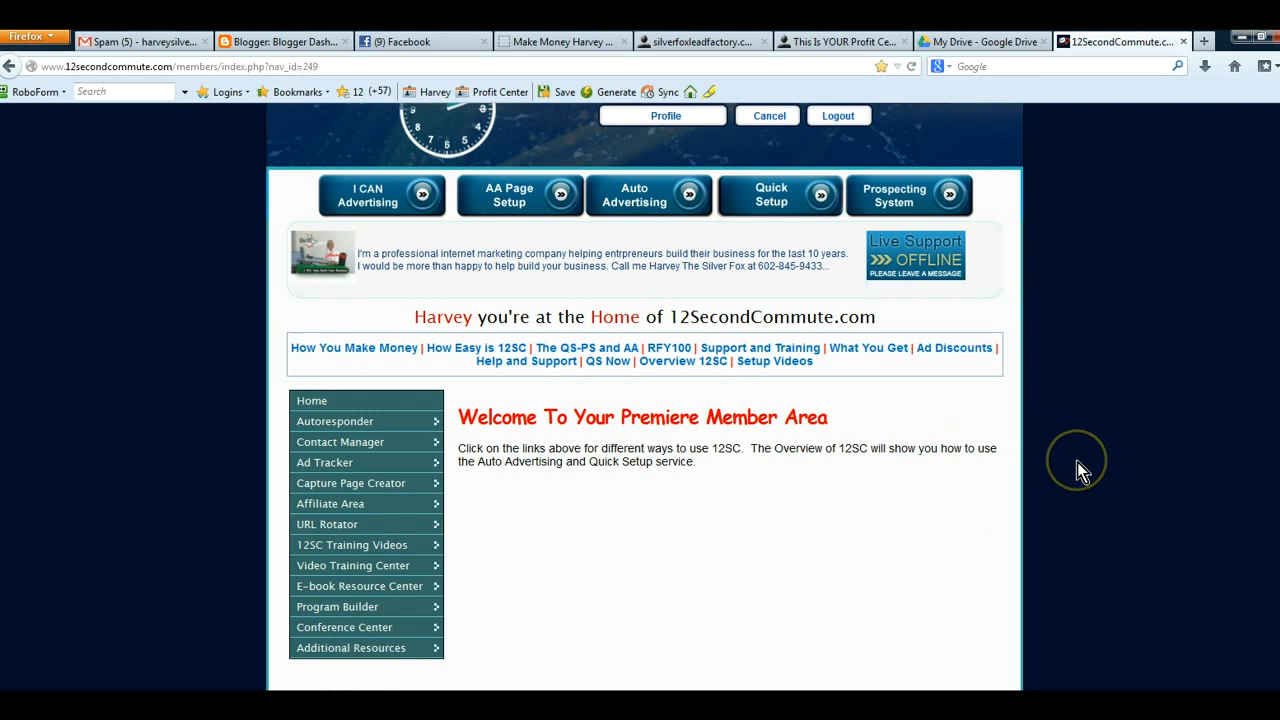 Firefox
Spam (5) - harveysilve...
Blogger: Blogger Dash...
(9) Facebook
Make Money Harvey ...
silverfoxleadfactory.c...
This Is YOUR Profit Ce...
My Drive - Google Drive
12SecondCommute.c...
www.12secondcommute.com/members/index.php?nav_id=249
Google
RoboForm
Search
Logins
Bookmarks
12 (+57)
Harvey
Profit Center
Save
Generate
Sync
9 3
8 4
7 6 5
Profile
Cancel
Logout
I CAN
Advertising
AA Page
Setup
Auto
Advertising
Quick
Setup
Prospecting
System
I'm a professional internet marketing company helping entrpreneurs build their business for the last 10 years.
I would be more than happy to help build your business. Call me Harvey The Silver Fox at 602-845-9433...
Live Support
>>> OFFLINE
PLEASE LEAVE A MESSAGE
Harvey you're at the Home of 12SecondCommute.com
How You Make Money | How Easy is 12SC | The QS-PS and AA | RFY100 | Support and Training | What You Get | Ad Discounts |
Help and Support | QS Now | Overview 12SC | Setup Videos
Home
Autoresponder
Contact Manager
Ad Tracker
Capture Page Creator
Affiliate Area
URL Rotator
12SC Training Videos
Video Training Center
E-book Resource Center
Program Builder
Conference Center
Additional Resources
Welcome To Your Premiere Member Area
Click on the links above for different ways to use 12SC. The Overview of 12SC will show you how to use
the Auto Advertising and Quick Setup service.